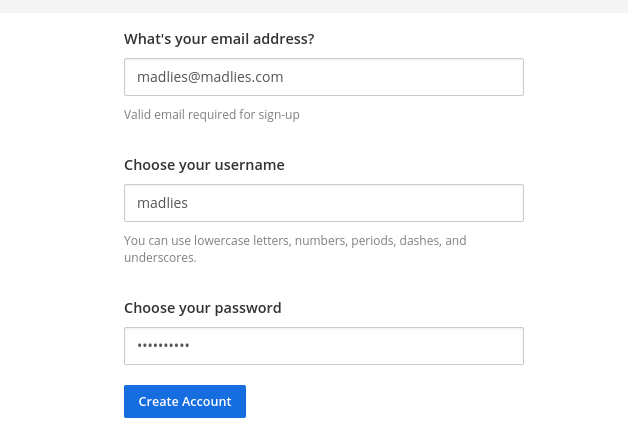 What's your email address?
madlies@madlies.com
Valid email required for sign-up
Choose your username
madlies
You can use lowercase letters, numbers, periods, dashes, and
underscores.
Choose your password
••••••••••
Create Account